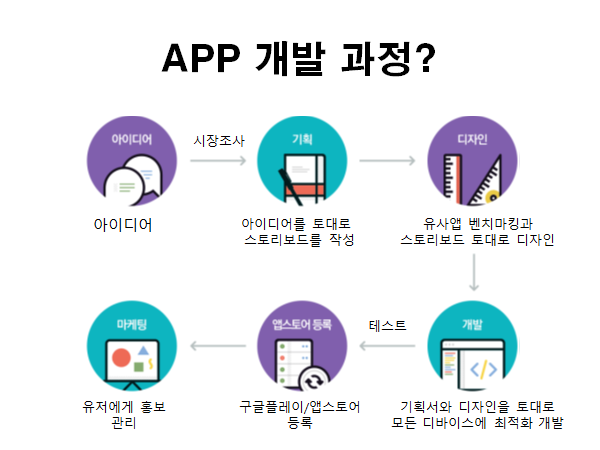 APP 개발 과정?
아이디어
시장조사
기획
디자인
아이디어
아이디어를 토대로
스토리보드를 작성
유사앱 벤치마킹과
스토리보드 토대로 디자인
마케팅
앱스토어 등록
테스트
개발
</>
유저에게 홍보
관리
구글플레이/앱스토어
등록
기획서와 디자인을 토대로
모든 디바이스에 최적화 개발